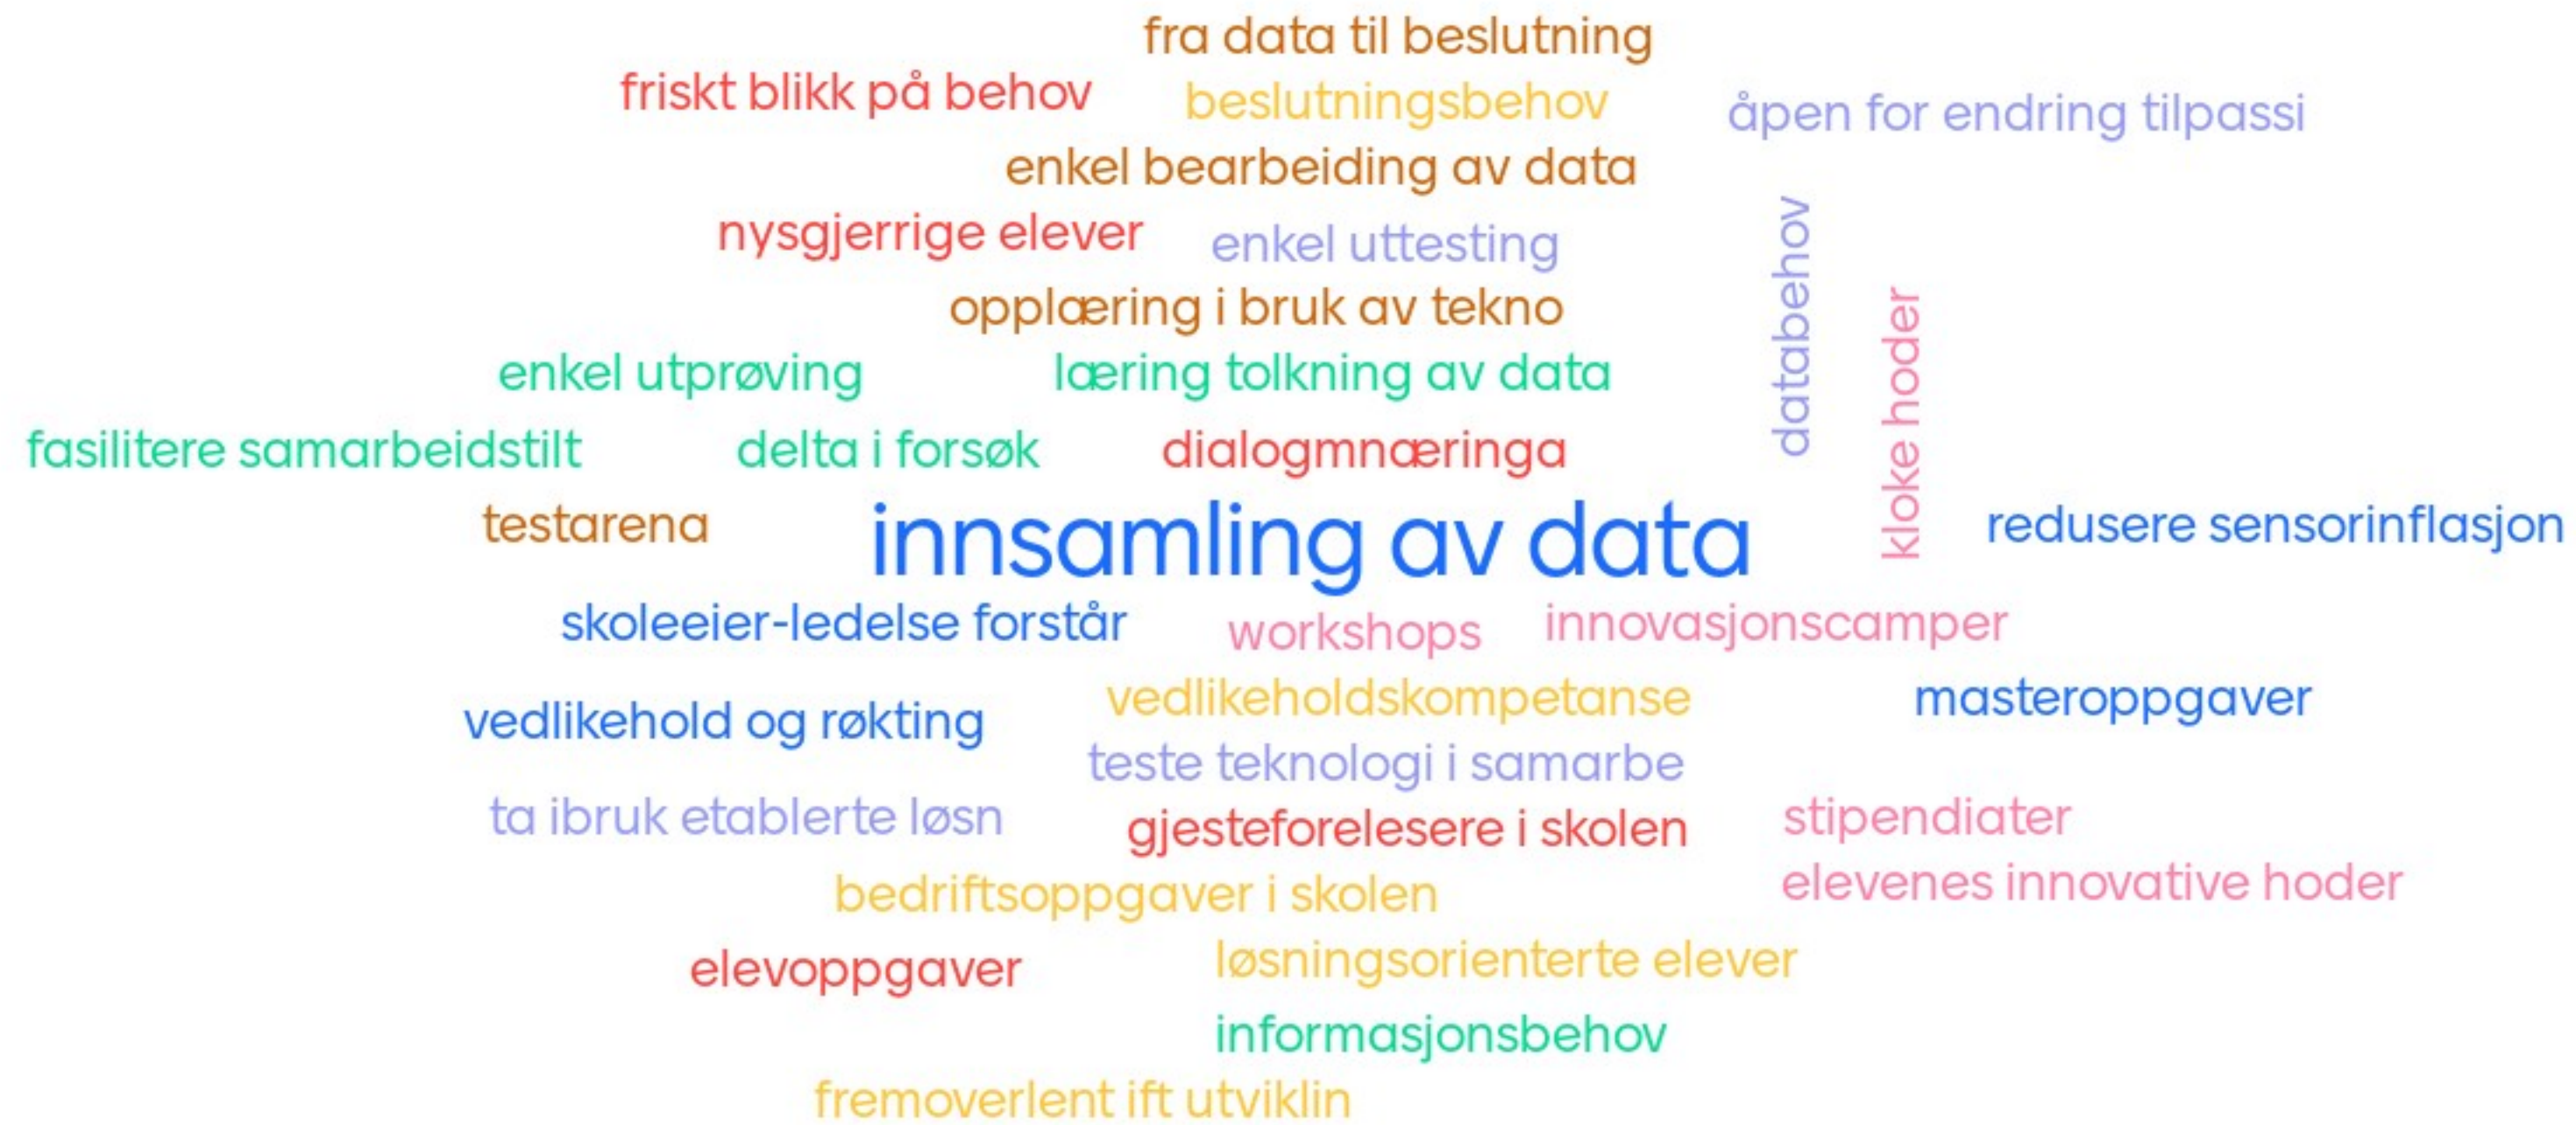 fra data til beslutning
friskt blikk på behov
beslutningsbehov
åpen for endring tilpassi
enkel bearbeiding av data
nysgjerrige elever
enkel uttesting
databehov
opplæring i bruk av tekno
kloke hoder
enkel utprøving
læring tolkning av data
fasilitere samarbeidstilt
delta i forsøk
dialogmnæringa
testarena
innsamling av data
redusere sensorinflasjon
skoleeier-ledelse forstår
workshops
innovasjonscamper
vedlikehold og røkting
vedlikeholdskompetanse
masteroppgaver
teste teknologi i samarbe
ta ibruk etablerte løsn
gjesteforelesere i skolen
stipendiater
bedriftsoppgaver i skolen
elevenes innovative hoder
elevoppgaver
løsningsorienterte elever
informasjonsbehov
fremoverlent ift utviklin